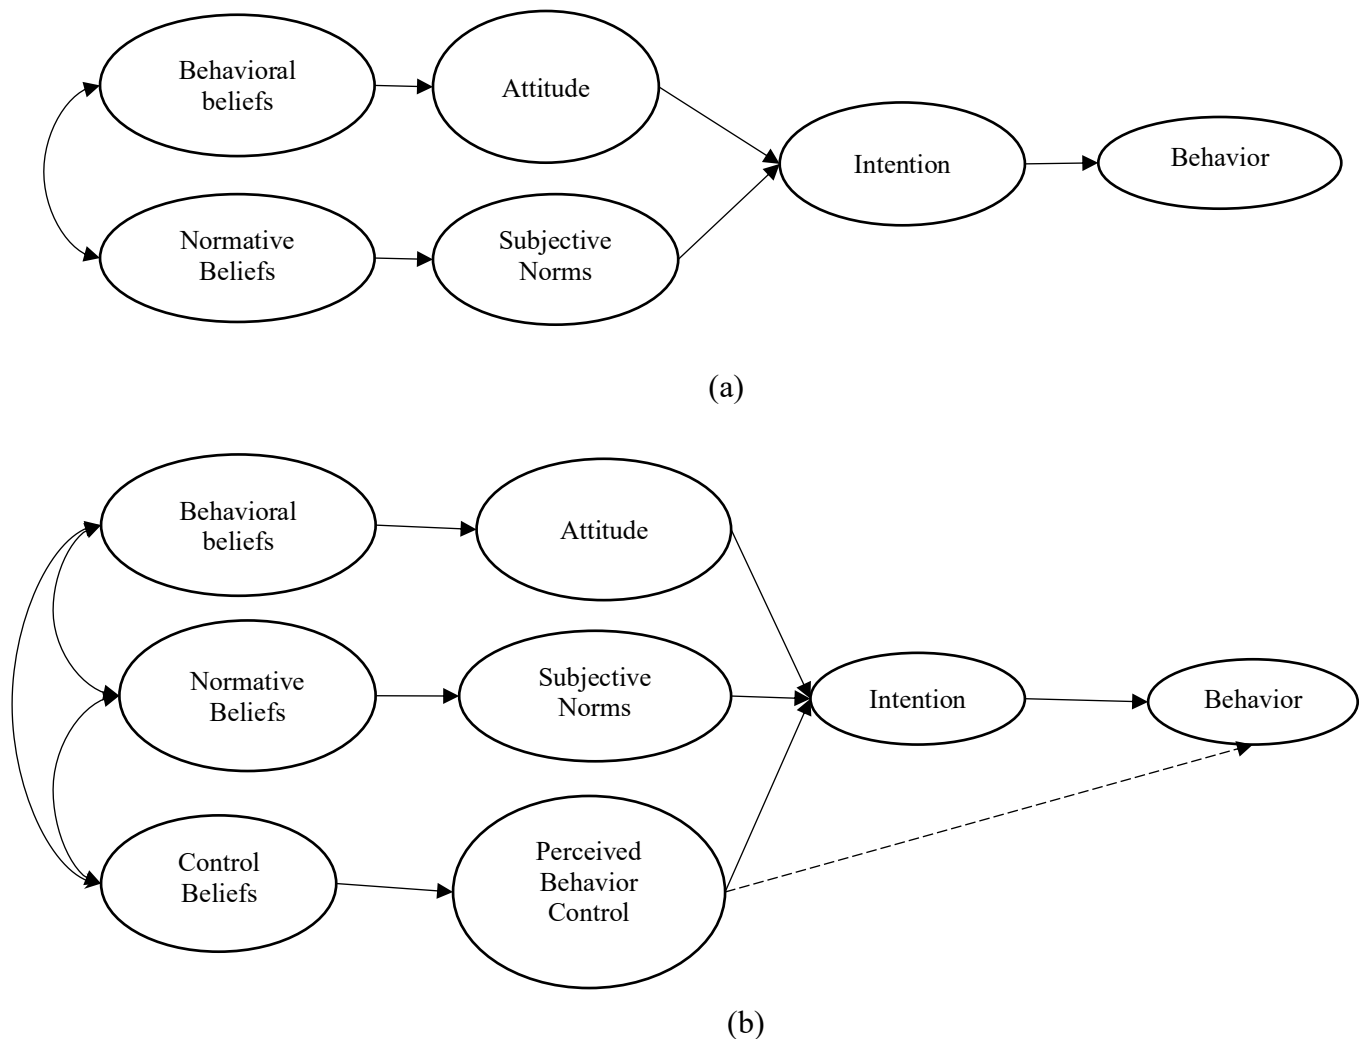 Behavioral
beliefs
Attitude
Intention
Behavior
Normative
Beliefs
Subjective
Norms
(a)
Behavioral
beliefs
Attitude
Normative
Beliefs
Subjective
Norms
Intention
Behavior
Control
Beliefs
Perceived
Behavior
Control
(b)